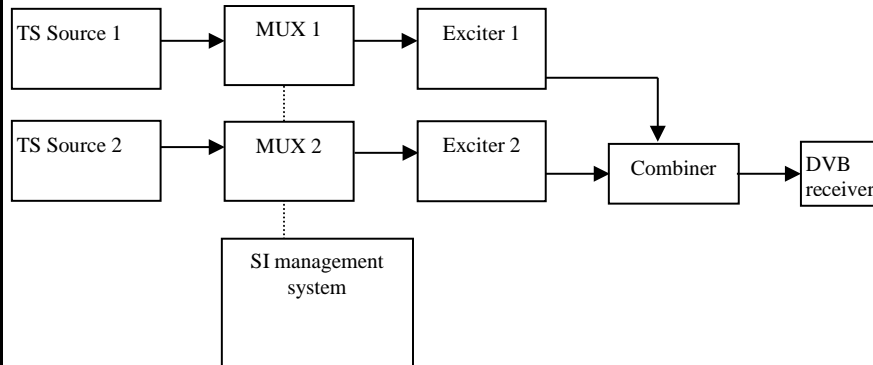 TS Source 1
MUX 1
Exciter 1
TS Source 2
MUX 2
Exciter 2
Combiner
DVB
receiver
SI management
system